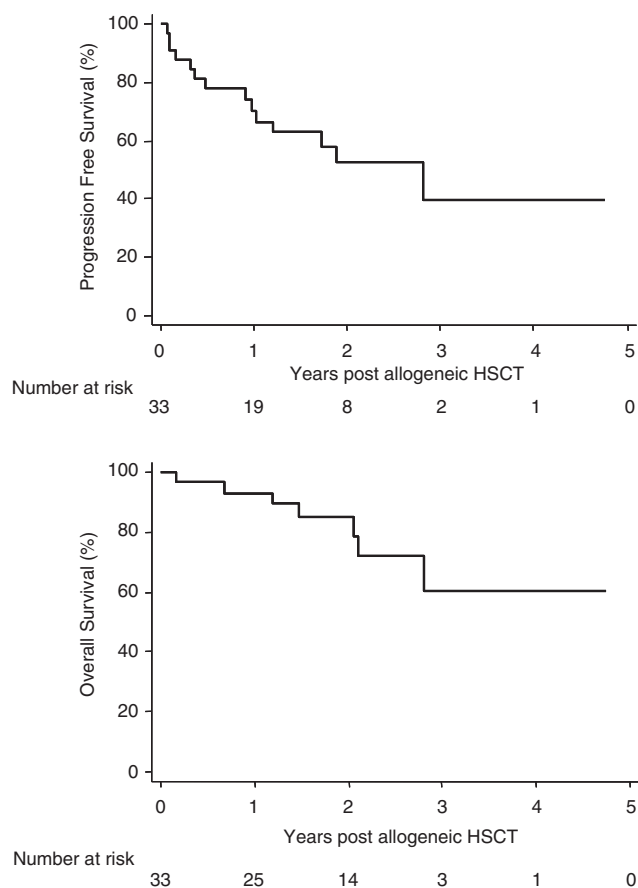 Progression Free Survival (%)
100
80
60
40
20
0
0 1 2 3 4 5
Years post allogeneic HSCT
Number at risk
33 19 8 2 1 0
Overall Survival (%)
100
80
60
40
20
0
0 1 2 3 4 5
Years post allogeneic HSCT
Number at risk
33 25 14 3 1 0